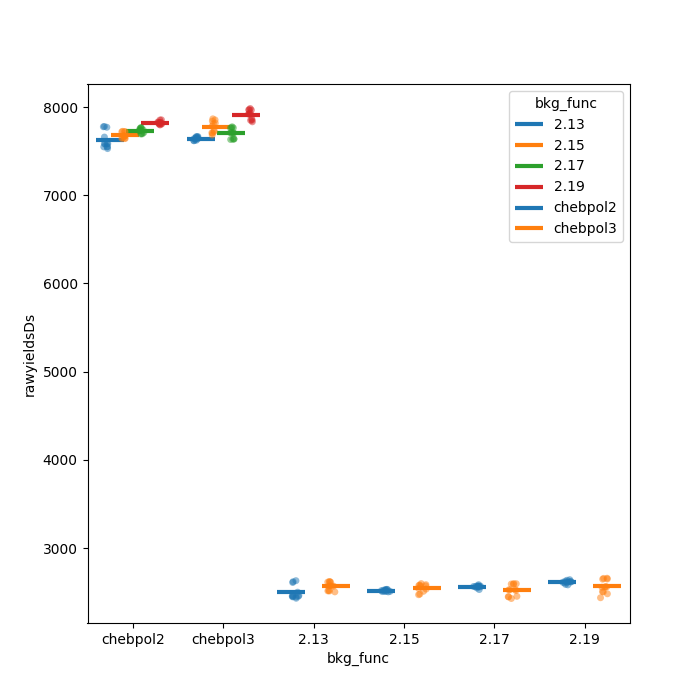 bkg_func
2.13
2.15
2.17
2.19
chebpol2
chebpol3
8000
7000
6000
5000
4000
3000
rawyieldsDs
chebpol2 chebpol3 2.13 2.15 2.17 2.19
bkg_func